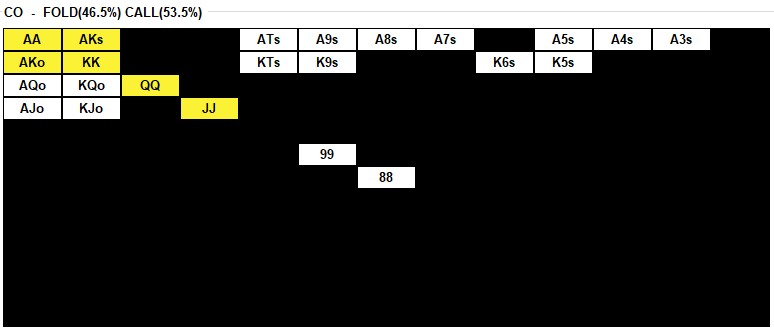 CO - FOLD(46.5%) CALL(53.5%)
AA AKs ATs A9s A8s A7s A5s A4s A3s
AKo KK KTs K9s K6s K5s
AQo KQo QQ
AJo KJo JJ
99
88